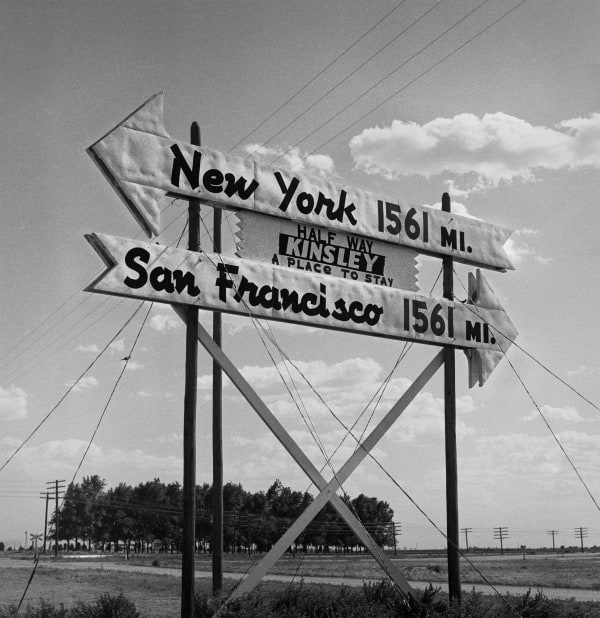 New York 1561 MI.
HALF WAY
KINSLEY
A PLACE TO STAY
San Francisco 1561 MI.